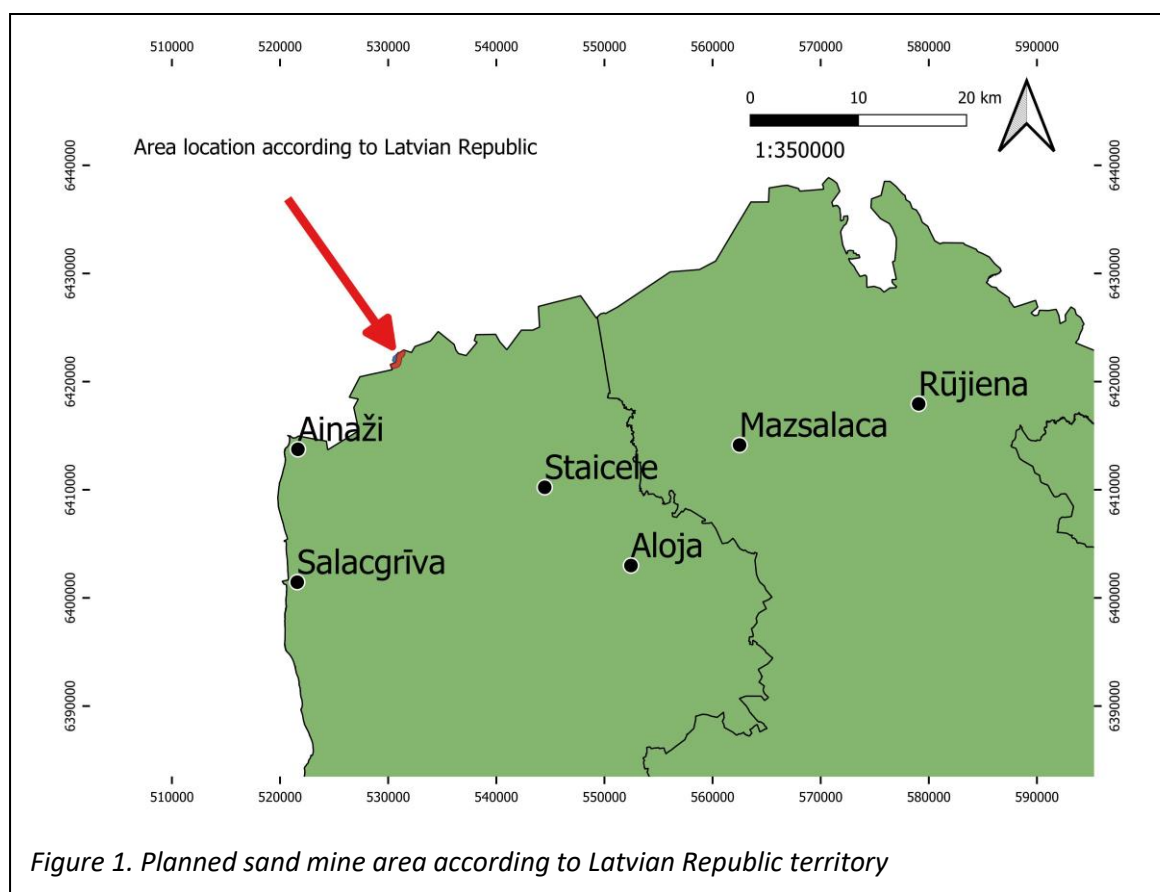 510000 520000 530000 540000 550000 560000 570000 580000 590000
0 10 20 km
1:350000
Area location according to Latvian Republic
6440000 6440000
6430000 6430000
6420000 6420000
Rūjiena
Ainaži
Mazsalaca
Staicele
6410000 6410000
Aloja
Salacgrīva
6400000 6400000
6390000 6390000
510000 520000 530000 540000 550000 560000 570000 580000 590000
Figure 1. Planned sand mine area according to Latvian Republic territory